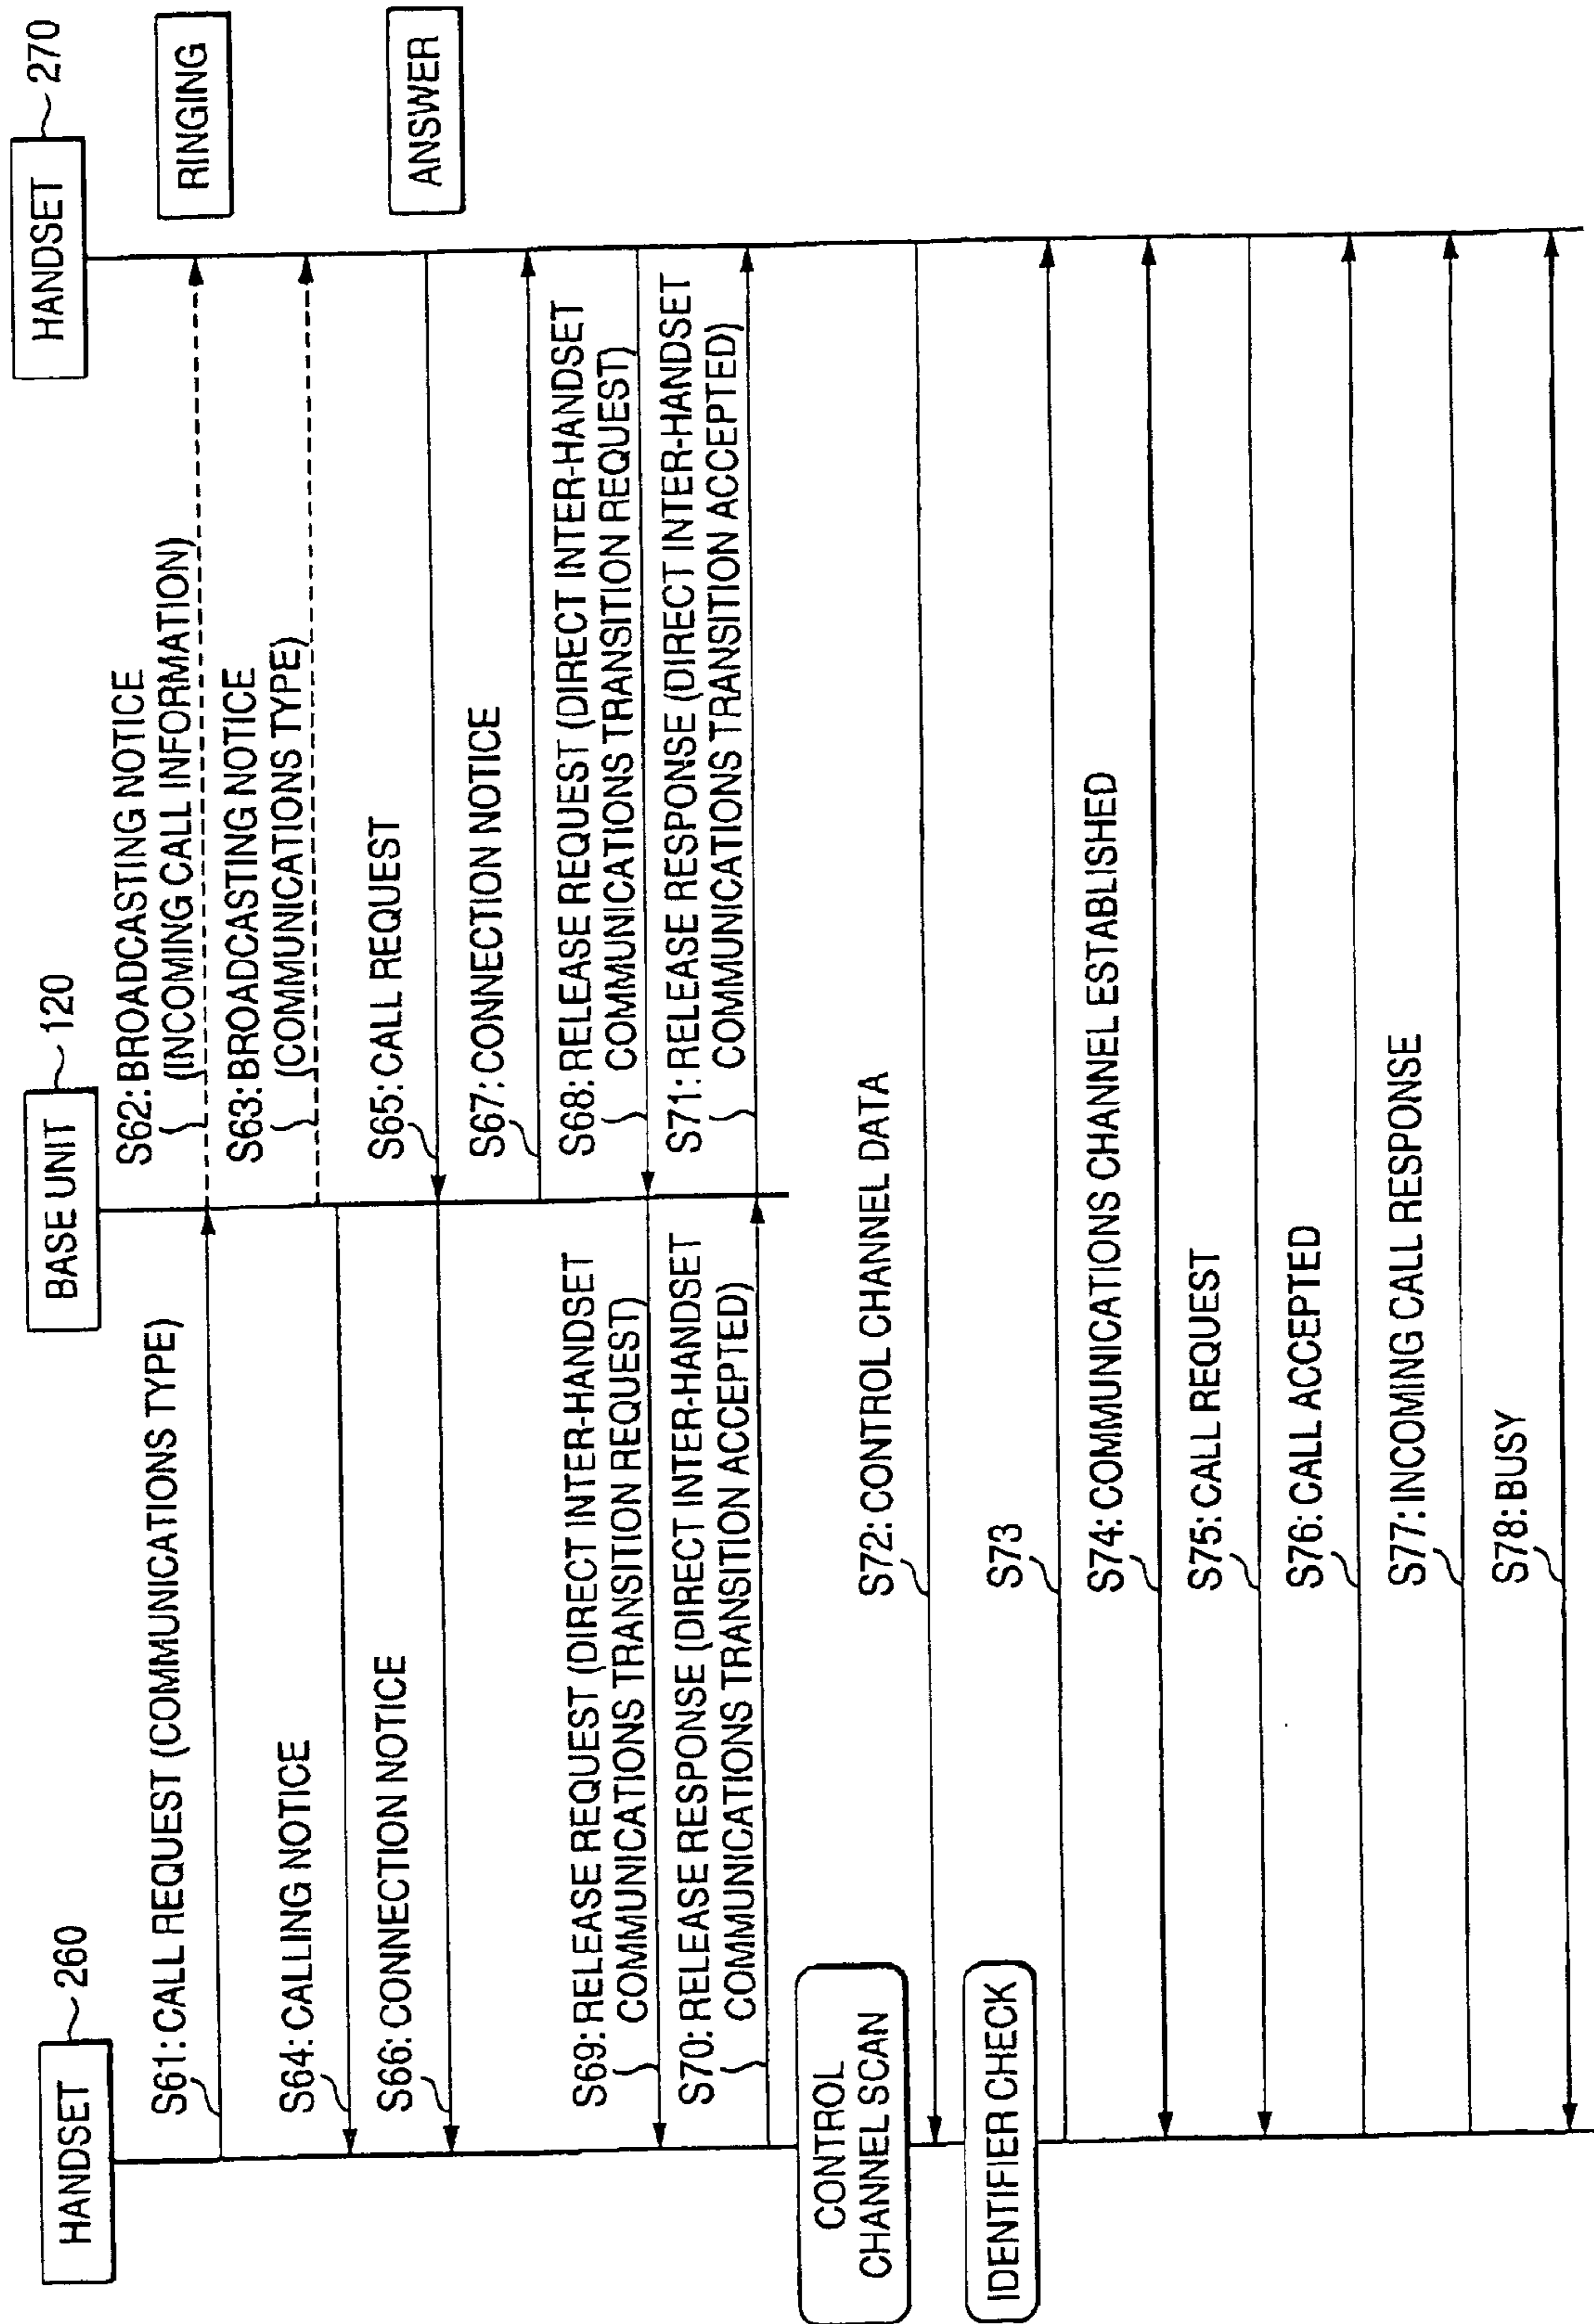 HANDSET
260
BASE UNIT
120
HANDSET
270
S61: CALL REQUEST (COMMUNICATIONS TYPE)
S62: BROADCASTING NOTICE
(INCOMING CALL INFORMATION)
RINGING
S63: BROADCASTING NOTICE
(COMMUNICATIONS TYPE)
S64: CALLING NOTICE
S65: CALL REQUEST
ANSWER
S66: CONNECTION NOTICE
S67: CONNECTION NOTICE
S68: RELEASE REQUEST (DIRECT INTER-HANDSET
COMMUNICATIONS TRANSITION REQUEST)
S69: RELEASE REQUEST (DIRECT INTER-HANDSET
COMMUNICATIONS TRANSITION REQUEST)
S70: RELEASE RESPONSE (DIRECT INTER-HANDSET
COMMUNICATIONS TRANSITION ACCEPTED)
S71: RELEASE RESPONSE (DIRECT INTER-HANDSET
COMMUNICATIONS TRANSITION ACCEPTED)
CONTROL
CHANNEL SCAN
S72: CONTROL CHANNEL DATA
IDENTIFIER CHECK
S73
S74: COMMUNICATIONS CHANNEL ESTABLISHED
S75: CALL REQUEST
S76: CALL ACCEPTED
S77: INCOMING CALL RESPONSE
S78: BUSY